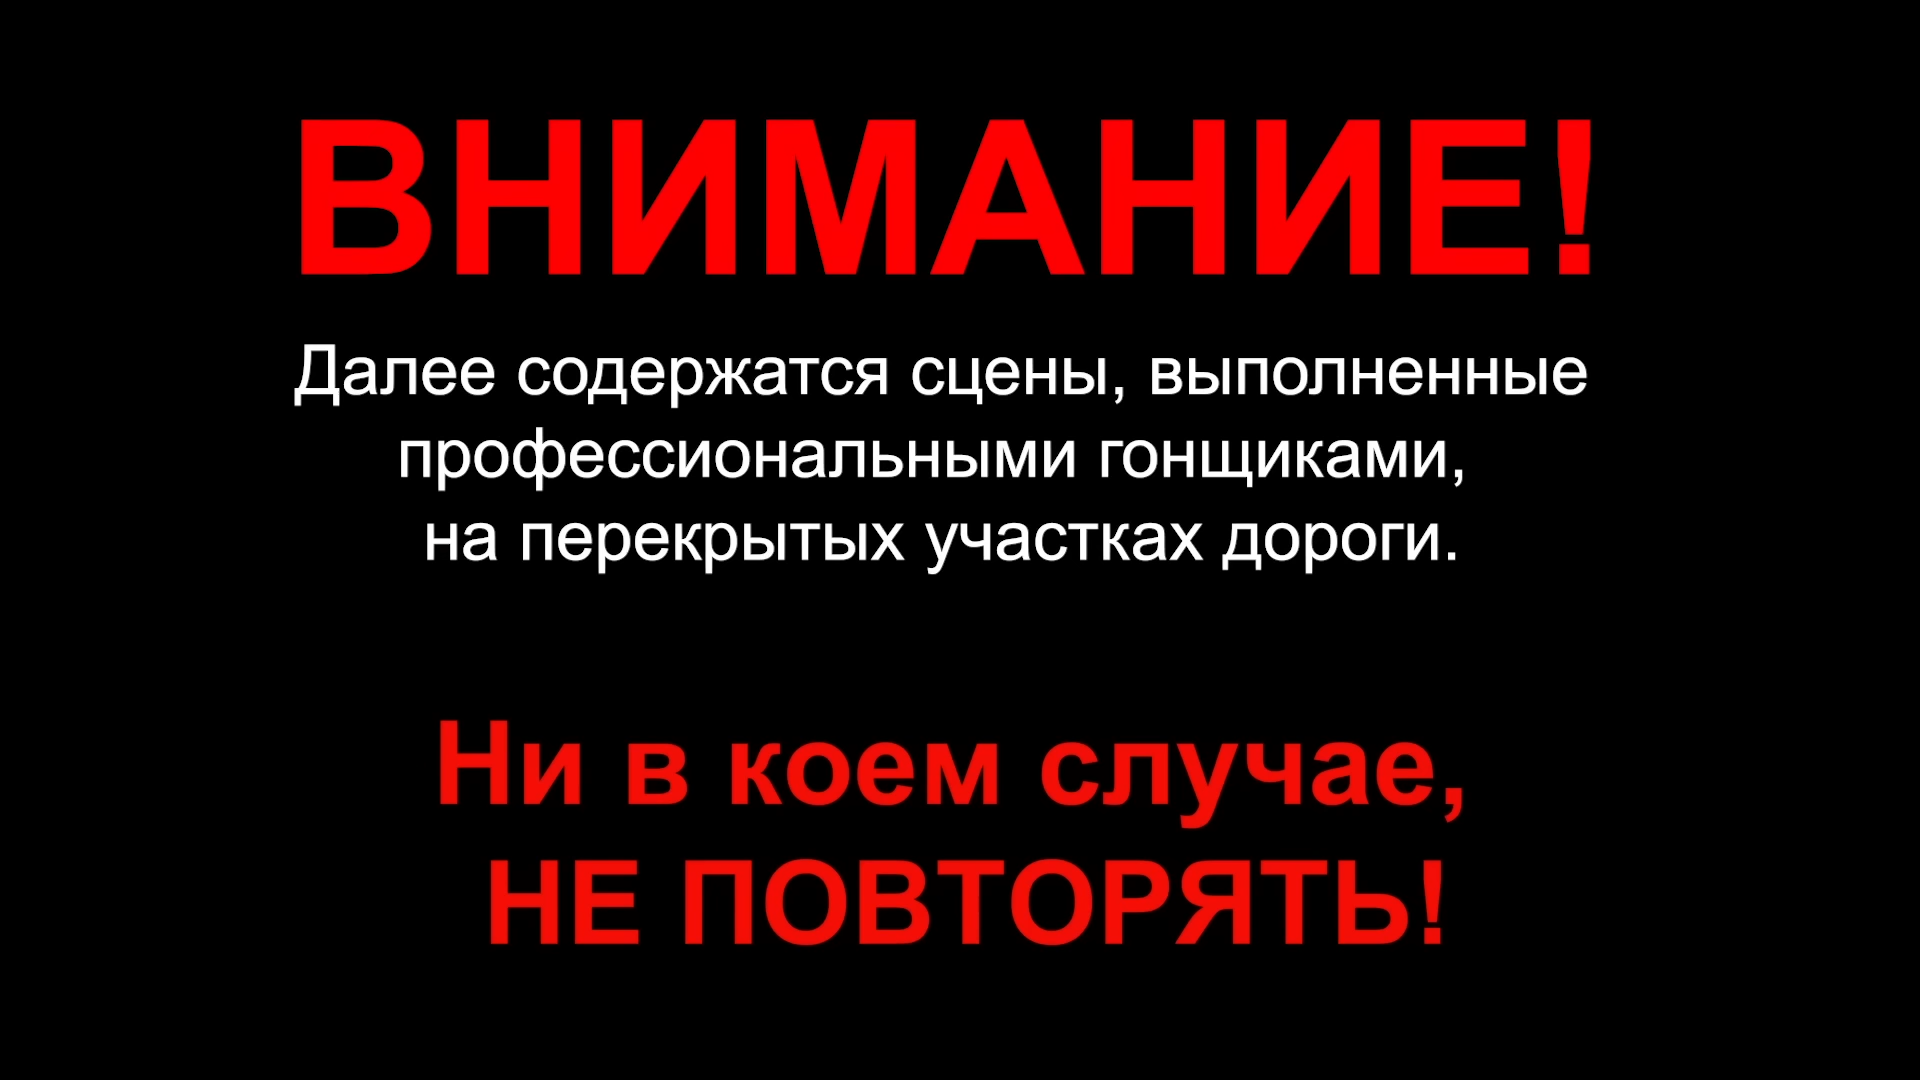 ВНИМАНИЕ!
Далее содержатся сцены, выполненные
профессиональными гонщиками,
на перекрытых участках дороги.
Ни в коем случае,
НЕ ПОВТОРЯТЬ!